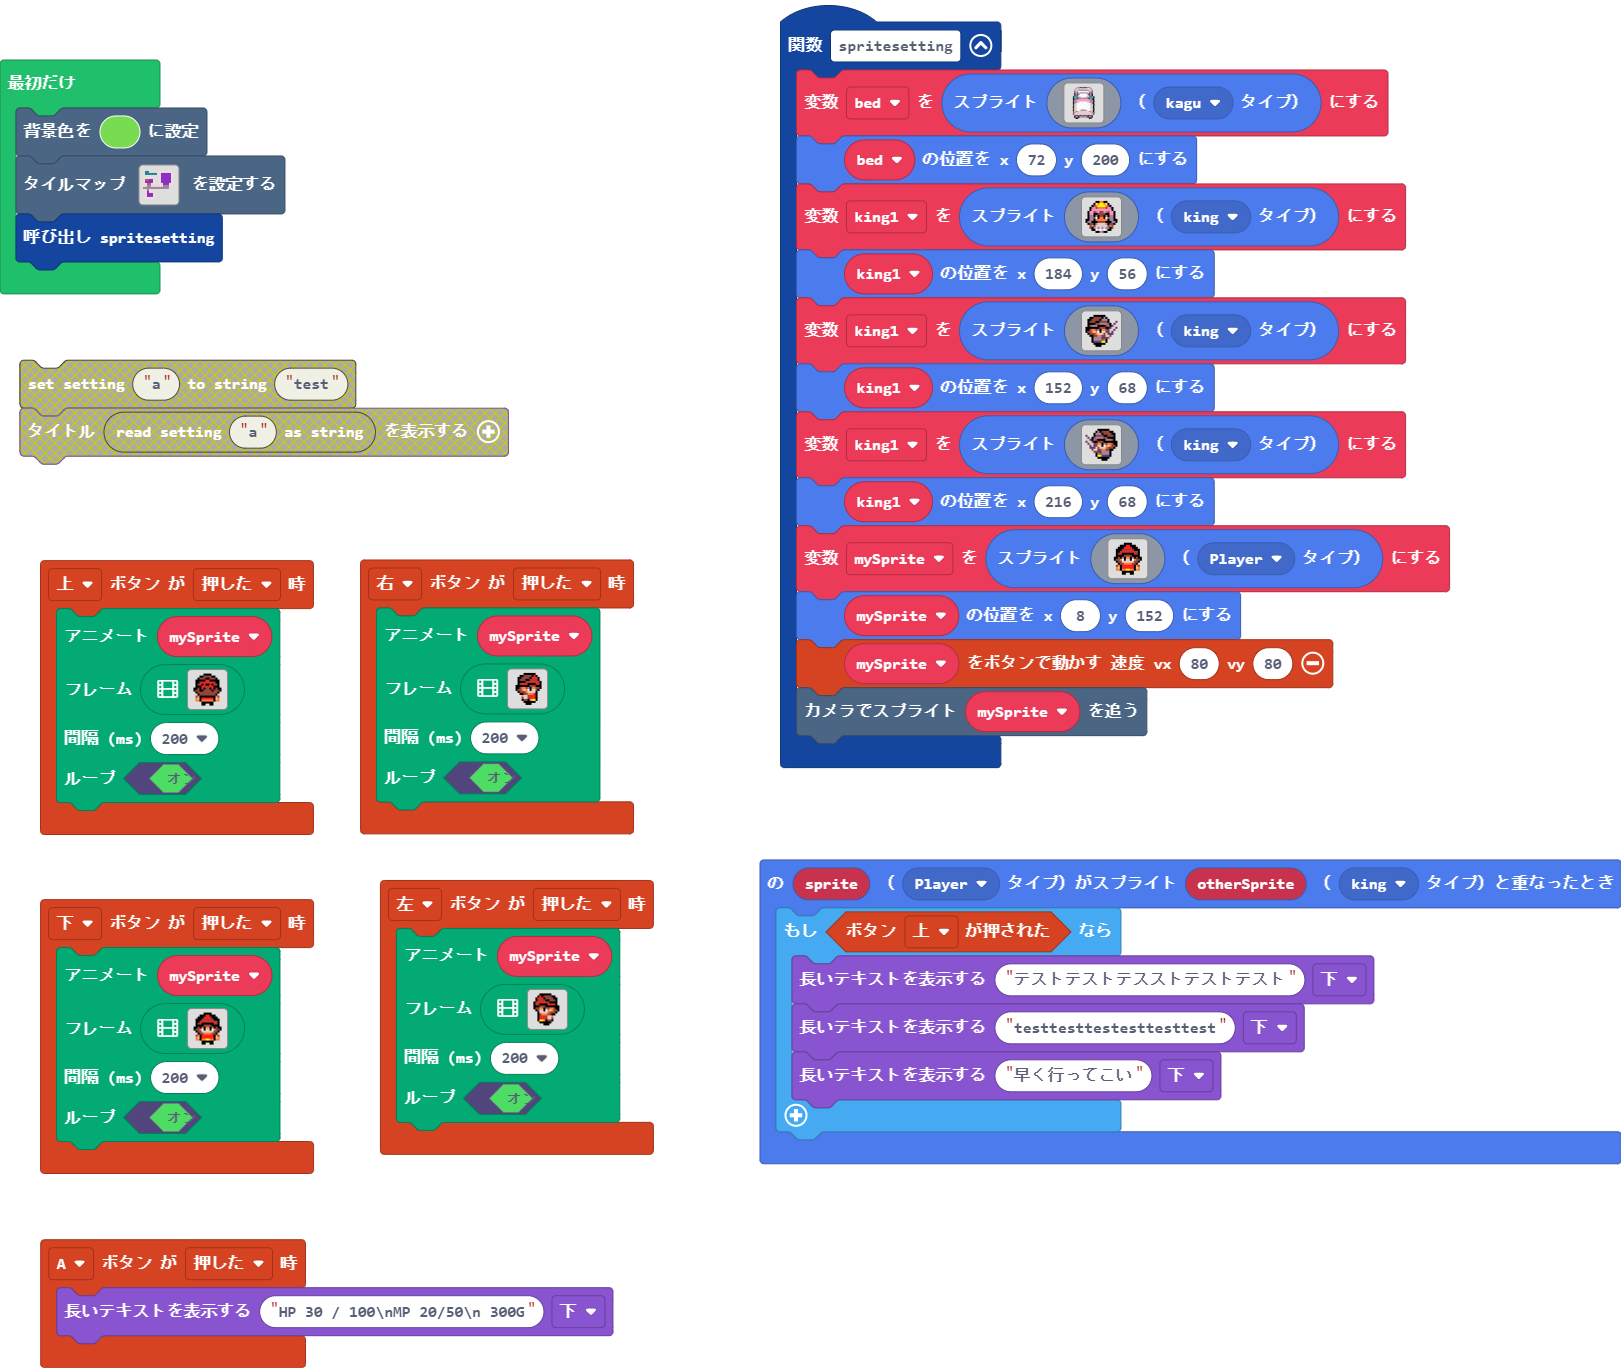 最初だけ
背景色を に設定
タイルマップ を設定する
呼び出し spritesetting
set setting "a" to string "test"
タイトル read setting "a" as string を表示する
上 ボタン が 押した 時
アニメート mySprite
フレーム
間隔 (ms) 200
ループ オン
右 ボタン が 押した 時
アニメート mySprite
フレーム
間隔 (ms) 200
ループ オン
下 ボタン が 押した 時
アニメート mySprite
フレーム
間隔 (ms) 200
ループ オン
左 ボタン が 押した 時
アニメート mySprite
フレーム
間隔 (ms) 200
ループ オン
A ボタン が 押した 時
長いテキストを表示する "HP 30 / 100\nMP 20/50\n 300G" 下
関数 spritesetting
変数 bed を スプライト ( kagu タイプ) にする
bed の位置を x 72 y 200 にする
変数 king1 を スプライト ( king タイプ) にする
king1 の位置を x 184 y 56 にする
変数 king1 を スプライト ( king タイプ) にする
king1 の位置を x 152 y 68 にする
変数 king1 を スプライト ( king タイプ) にする
king1 の位置を x 216 y 68 にする
変数 mySprite を スプライト ( Player タイプ) にする
mySprite の位置を x 8 y 152 にする
mySprite をボタンで動かす 速度 vx 80 vy 80
カメラでスプライト mySprite を追う
の sprite ( Player タイプ) がスプライト otherSprite ( king タイプ) と重なったとき
もし ボタン 上 が押された なら
長いテキストを表示する "テストテストテスストテストテスト" 下
長いテキストを表示する "testtesttestesttesttest" 下
長いテキストを表示する "早く行ってこい" 下